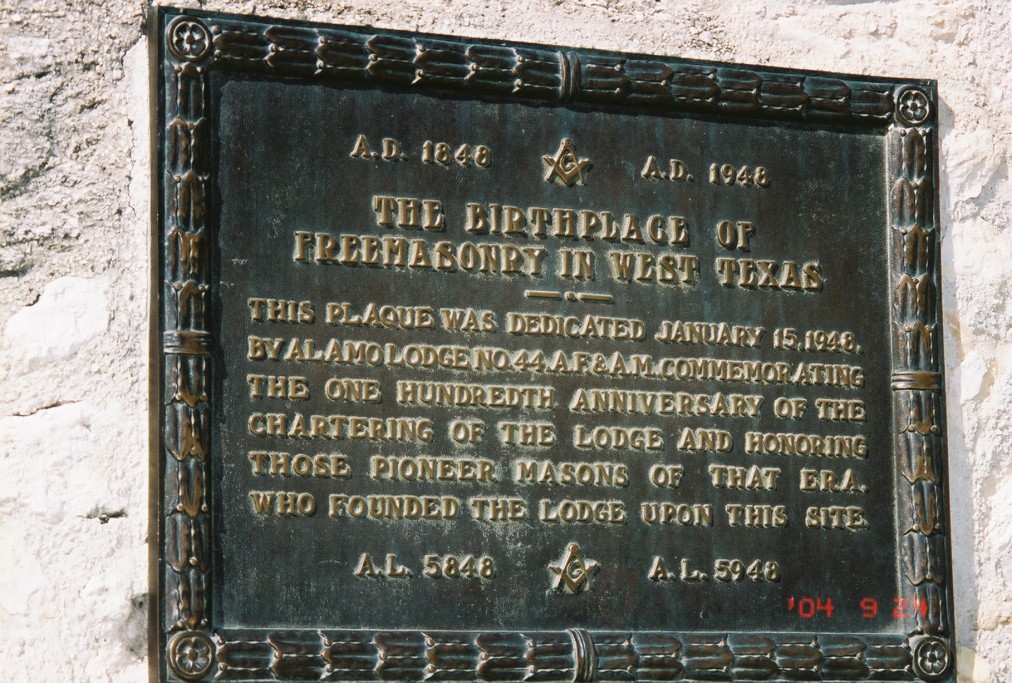 A.D. 1848 G A.D. 1948
THE BIRTHPLACE OF
FREEMASONRY IN WEST TEXAS
THIS PLAQUE WAS DEDICATED JANUARY 15, 1948.
BY ALAMO LODGE NO. 44, A.F. & A.M. COMMEMORATING
THE ONE HUNDREDTH ANNIVERSARY OF THE
CHARTERING OF THE LODGE AND HONORING
THOSE PIONEER MASONS OF THAT ERA.
WHO FOUNDED THE LODGE UPON THIS SITE.
A.L. 5848 G A.L. 5948
'04 9 24